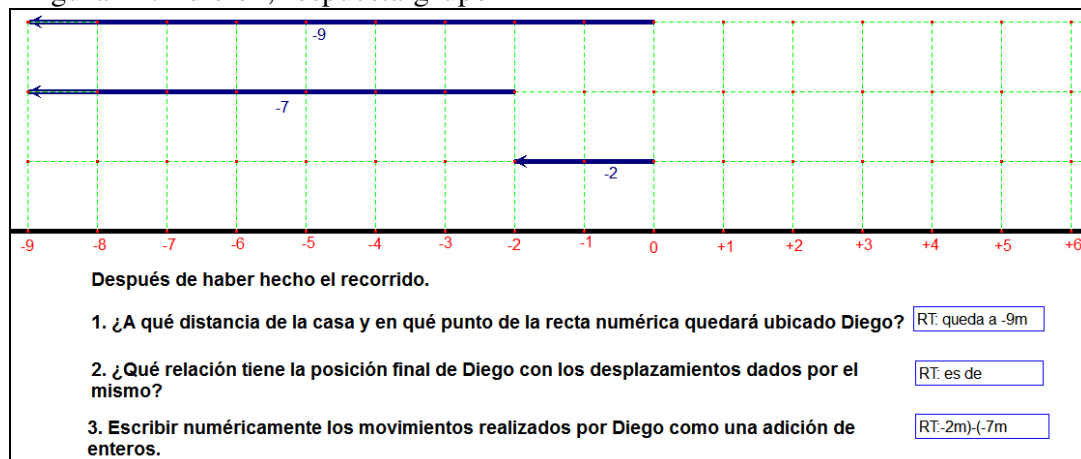 -9
-7
-2
-9 -8 -7 -6 -5 -4 -3 -2 -1 0 +1 +2 +3 +4 +5 +6
Después de haber hecho el recorrido.
1. ¿A qué distancia de la casa y en qué punto de la recta numérica quedará ubicado Diego? RT: queda a -9m
2. ¿Qué relación tiene la posición final de Diego con los desplazamientos dados por el RT: es de
mismo?
3. Escribir numéricamente los movimientos realizados por Diego como una adición de RT:-2m)-(-7m
enteros.